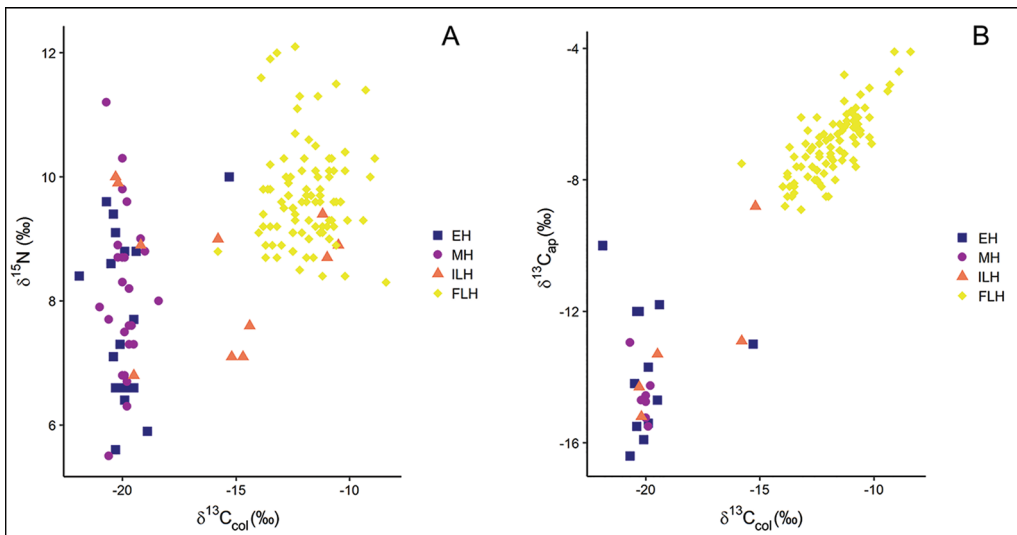 A
12
10
8
6
δ15N (‰)
-20
-15
-10
δ13Ccol(‰)
EH
MH
ILH
FLH
B
-4
-8
-12
-16
δ13Cap(‰)
-20
-15
-10
δ13Ccol(‰)
EH
MH
ILH
FLH